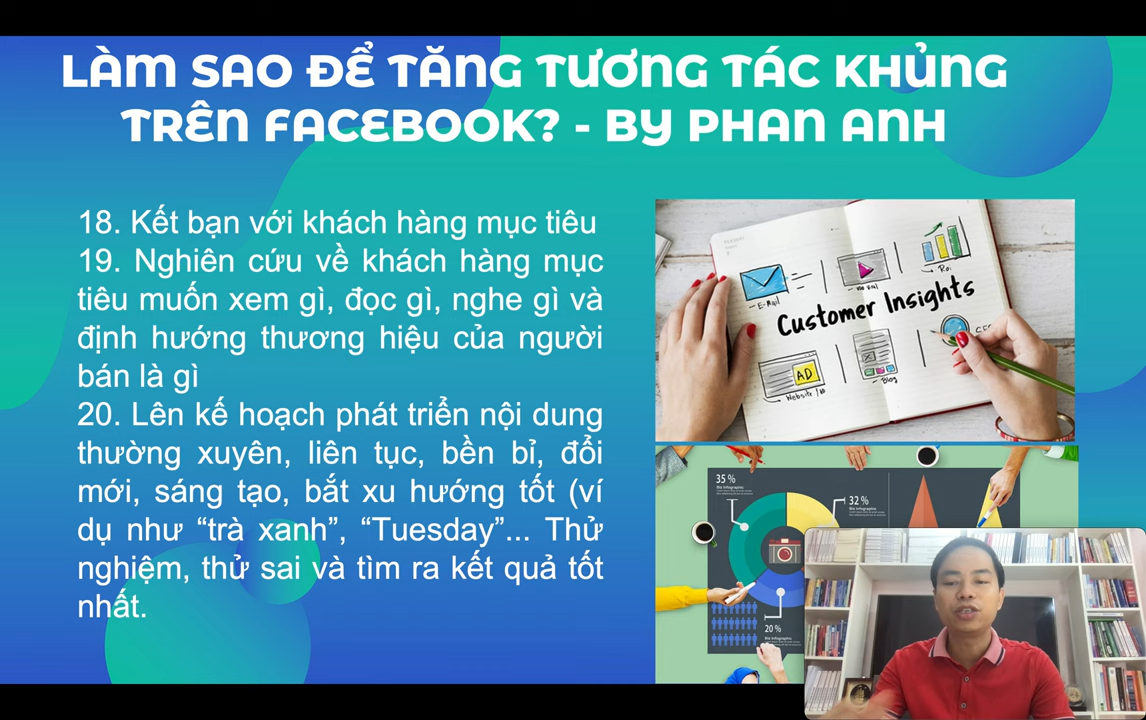 LÀM SAO ĐỂ TĂNG TƯƠNG TÁC KHỦNG
TRÊN FACEBOOK? - BY PHAN ANH
18. Kết bạn với khách hàng mục tiêu
19. Nghiên cứu về khách hàng mục
tiêu muốn xem gì, đọc gì, nghe gì và
định hướng thương hiệu của người
bán là gì
20. Lên kế hoạch phát triển nội dung
thường xuyên, liên tục, bền bỉ, đổi
mới, sáng tạo, bắt xu hướng tốt (ví
dụ như “trà xanh”, “Tuesday”... Thử
nghiệm, thử sai và tìm ra kết quả tốt
nhất.
E-Mail
Customer Insights
AD
Website
Blog
35 %
32 %
20 %